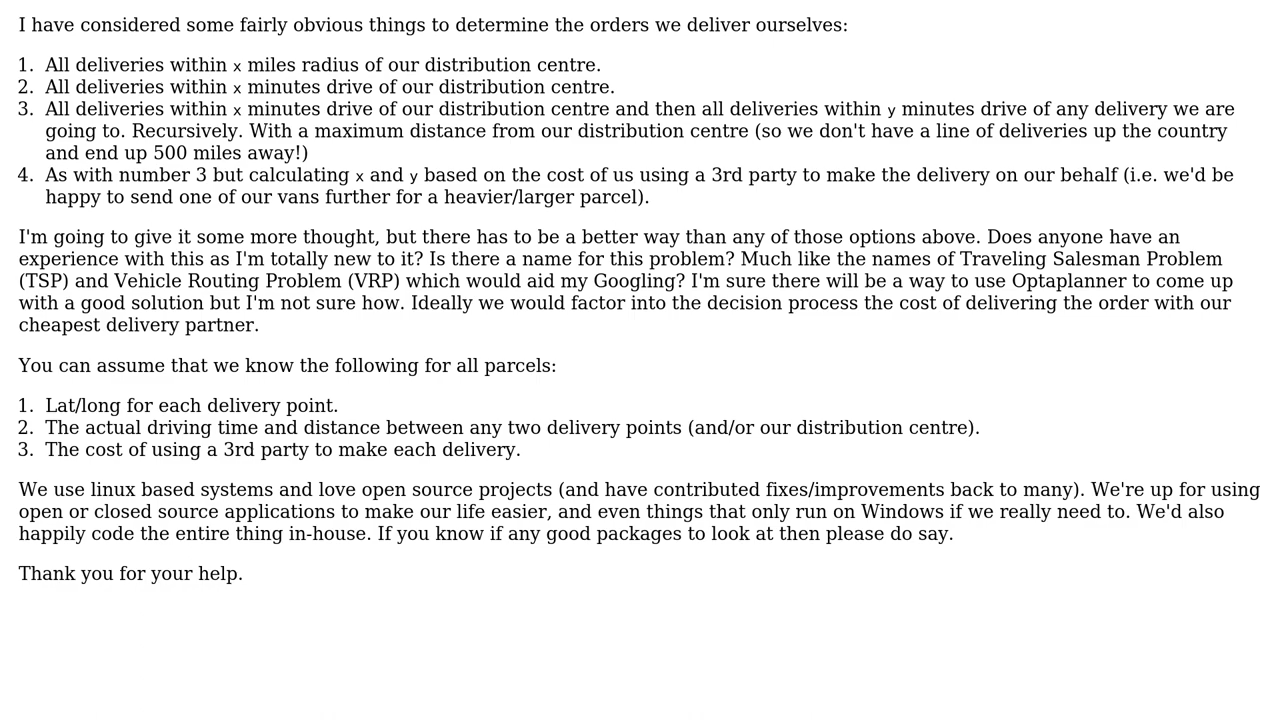 I have considered some fairly obvious things to determine the orders we deliver ourselves:
1. All deliveries within x miles radius of our distribution centre.
2. All deliveries within x minutes drive of our distribution centre.
3. All deliveries within x minutes drive of our distribution centre and then all deliveries within y minutes drive of any delivery we are
going to. Recursively. With a maximum distance from our distribution centre (so we don't have a line of deliveries up the country
and end up 500 miles away!)
4. As with number 3 but calculating x and y based on the cost of us using a 3rd party to make the delivery on our behalf (i.e. we'd be
happy to send one of our vans further for a heavier/larger parcel).
I'm going to give it some more thought, but there has to be a better way than any of those options above. Does anyone have an
experience with this as I'm totally new to it? Is there a name for this problem? Much like the names of Traveling Salesman Problem
(TSP) and Vehicle Routing Problem (VRP) which would aid my Googling? I'm sure there will be a way to use Optaplanner to come up
with a good solution but I'm not sure how. Ideally we would factor into the decision process the cost of delivering the order with our
cheapest delivery partner.
You can assume that we know the following for all parcels:
1. Lat/long for each delivery point.
2. The actual driving time and distance between any two delivery points (and/or our distribution centre).
3. The cost of using a 3rd party to make each delivery.
We use linux based systems and love open source projects (and have contributed fixes/improvements back to many). We're up for using
open or closed source applications to make our life easier, and even things that only run on Windows if we really need to. We'd also
happily code the entire thing in-house. If you know if any good packages to look at then please do say.
Thank you for your help.